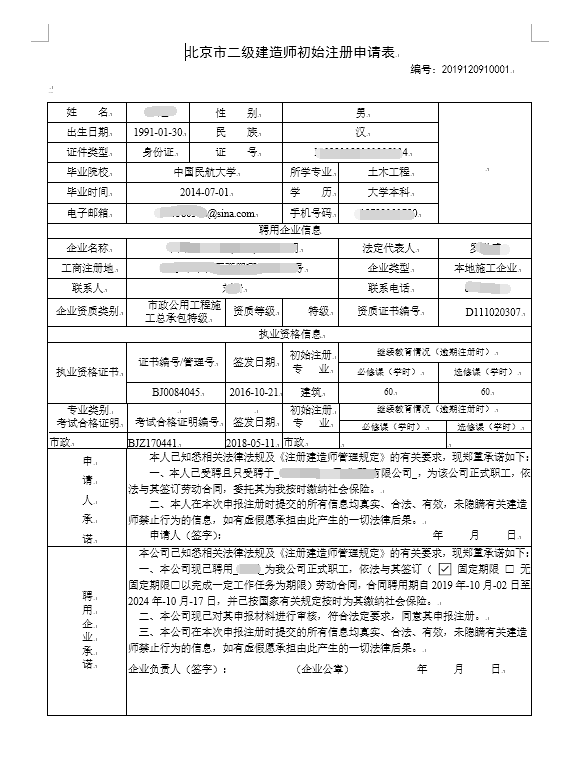 北京市二级建造师初始注册申请表
编号：2019120910001
姓 名 性 别 男
出生日期 1991-01-30 民 族 汉
证件类型 身份证 证 号
毕业院校 中国民航大学 所学专业 土木工程
毕业时间 2014-07-01 学 历 大学本科
电子邮箱 @sina.com 手机号码
聘用企业信息
企业名称 法定代表人
工商注册地 企业类型 本地施工企业
联系人 联系电话
企业资质类别 市政公用工程施工总承包特级 资质等级 特级 资质证书编号 D111020307
执业资格信息
执业资格证书 证书编号/管理号 签发日期 初始注册专 业 继续教育情况（逾期注册时）
必修课（学时） 选修课（学时）
BJ0084045 2016-10-21 建筑 60 60
专业类别考试合格证明 考试合格证明编号 签发日期 初始注册专 业 继续教育情况（逾期注册时）
必修课（学时） 选修课（学时）
市政 BJZ170441 2018-05-11 市政
申请人承诺
本人已知悉相关法律法规及《注册建造师管理规定》的有关要求，现郑重承诺如下：
一、本人已受聘且只受聘于 有限公司 ，为该公司正式职工，依
法与其签订劳动合同，委托其为我按时缴纳社会保险。
二、本人在本次申报注册时提交的所有信息均真实、合法、有效，未隐瞒有关建造
师禁止行为的信息，如有虚假愿承担由此产生的一切法律后果。
申请人（签字）： 年 月 日
聘用企业承诺
本公司已知悉相关法律法规及《注册建造师管理规定》的有关要求，现郑重承诺如下：
一、本公司现已聘用 为我公司正式职工，依法与其签订（ ☑ 固定期限 □ 无
固定期限□以完成一定工作任务为期限）劳动合同，合同聘用期自 2019 年-10 月-02 日至
2024 年-10 月-17 日，并已按国家有关规定按时为其缴纳社会保险。
二、本公司现已对其申报材料进行审核，符合法定要求，同意其申报注册。
三、本公司在本次申报注册时提交的所有信息均真实、合法、有效，未隐瞒有关建造
师禁止行为的信息，如有虚假愿承担由此产生的一切法律后果。
企业负责人（签字）： （企业公章） 年 月 日